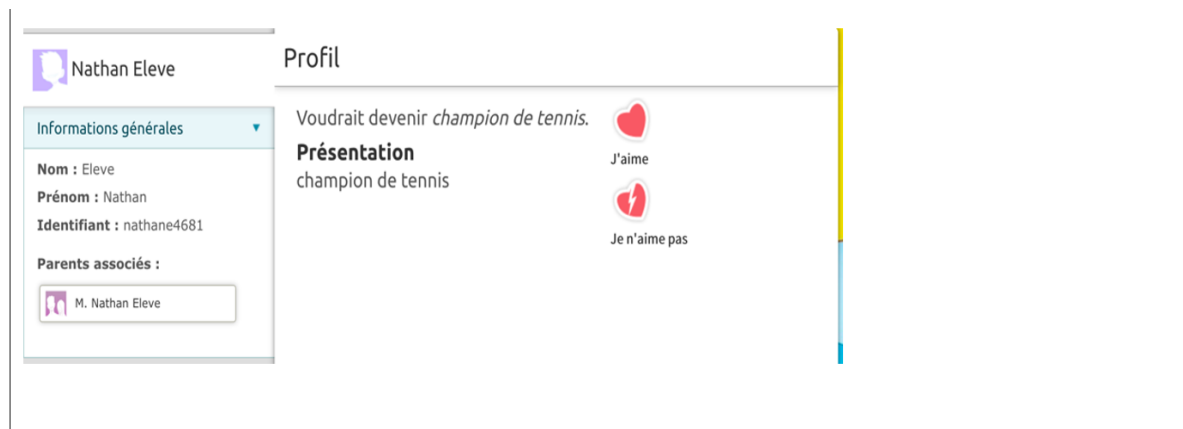 Nathan Eleve
Informations générales
Nom : Eleve
Prénom : Nathan
Identifiant : nathane4681
Parents associés :
M. Nathan Eleve
Profil
Voudrait devenir champion de tennis.
Présentation
champion de tennis
J'aime
Je n'aime pas